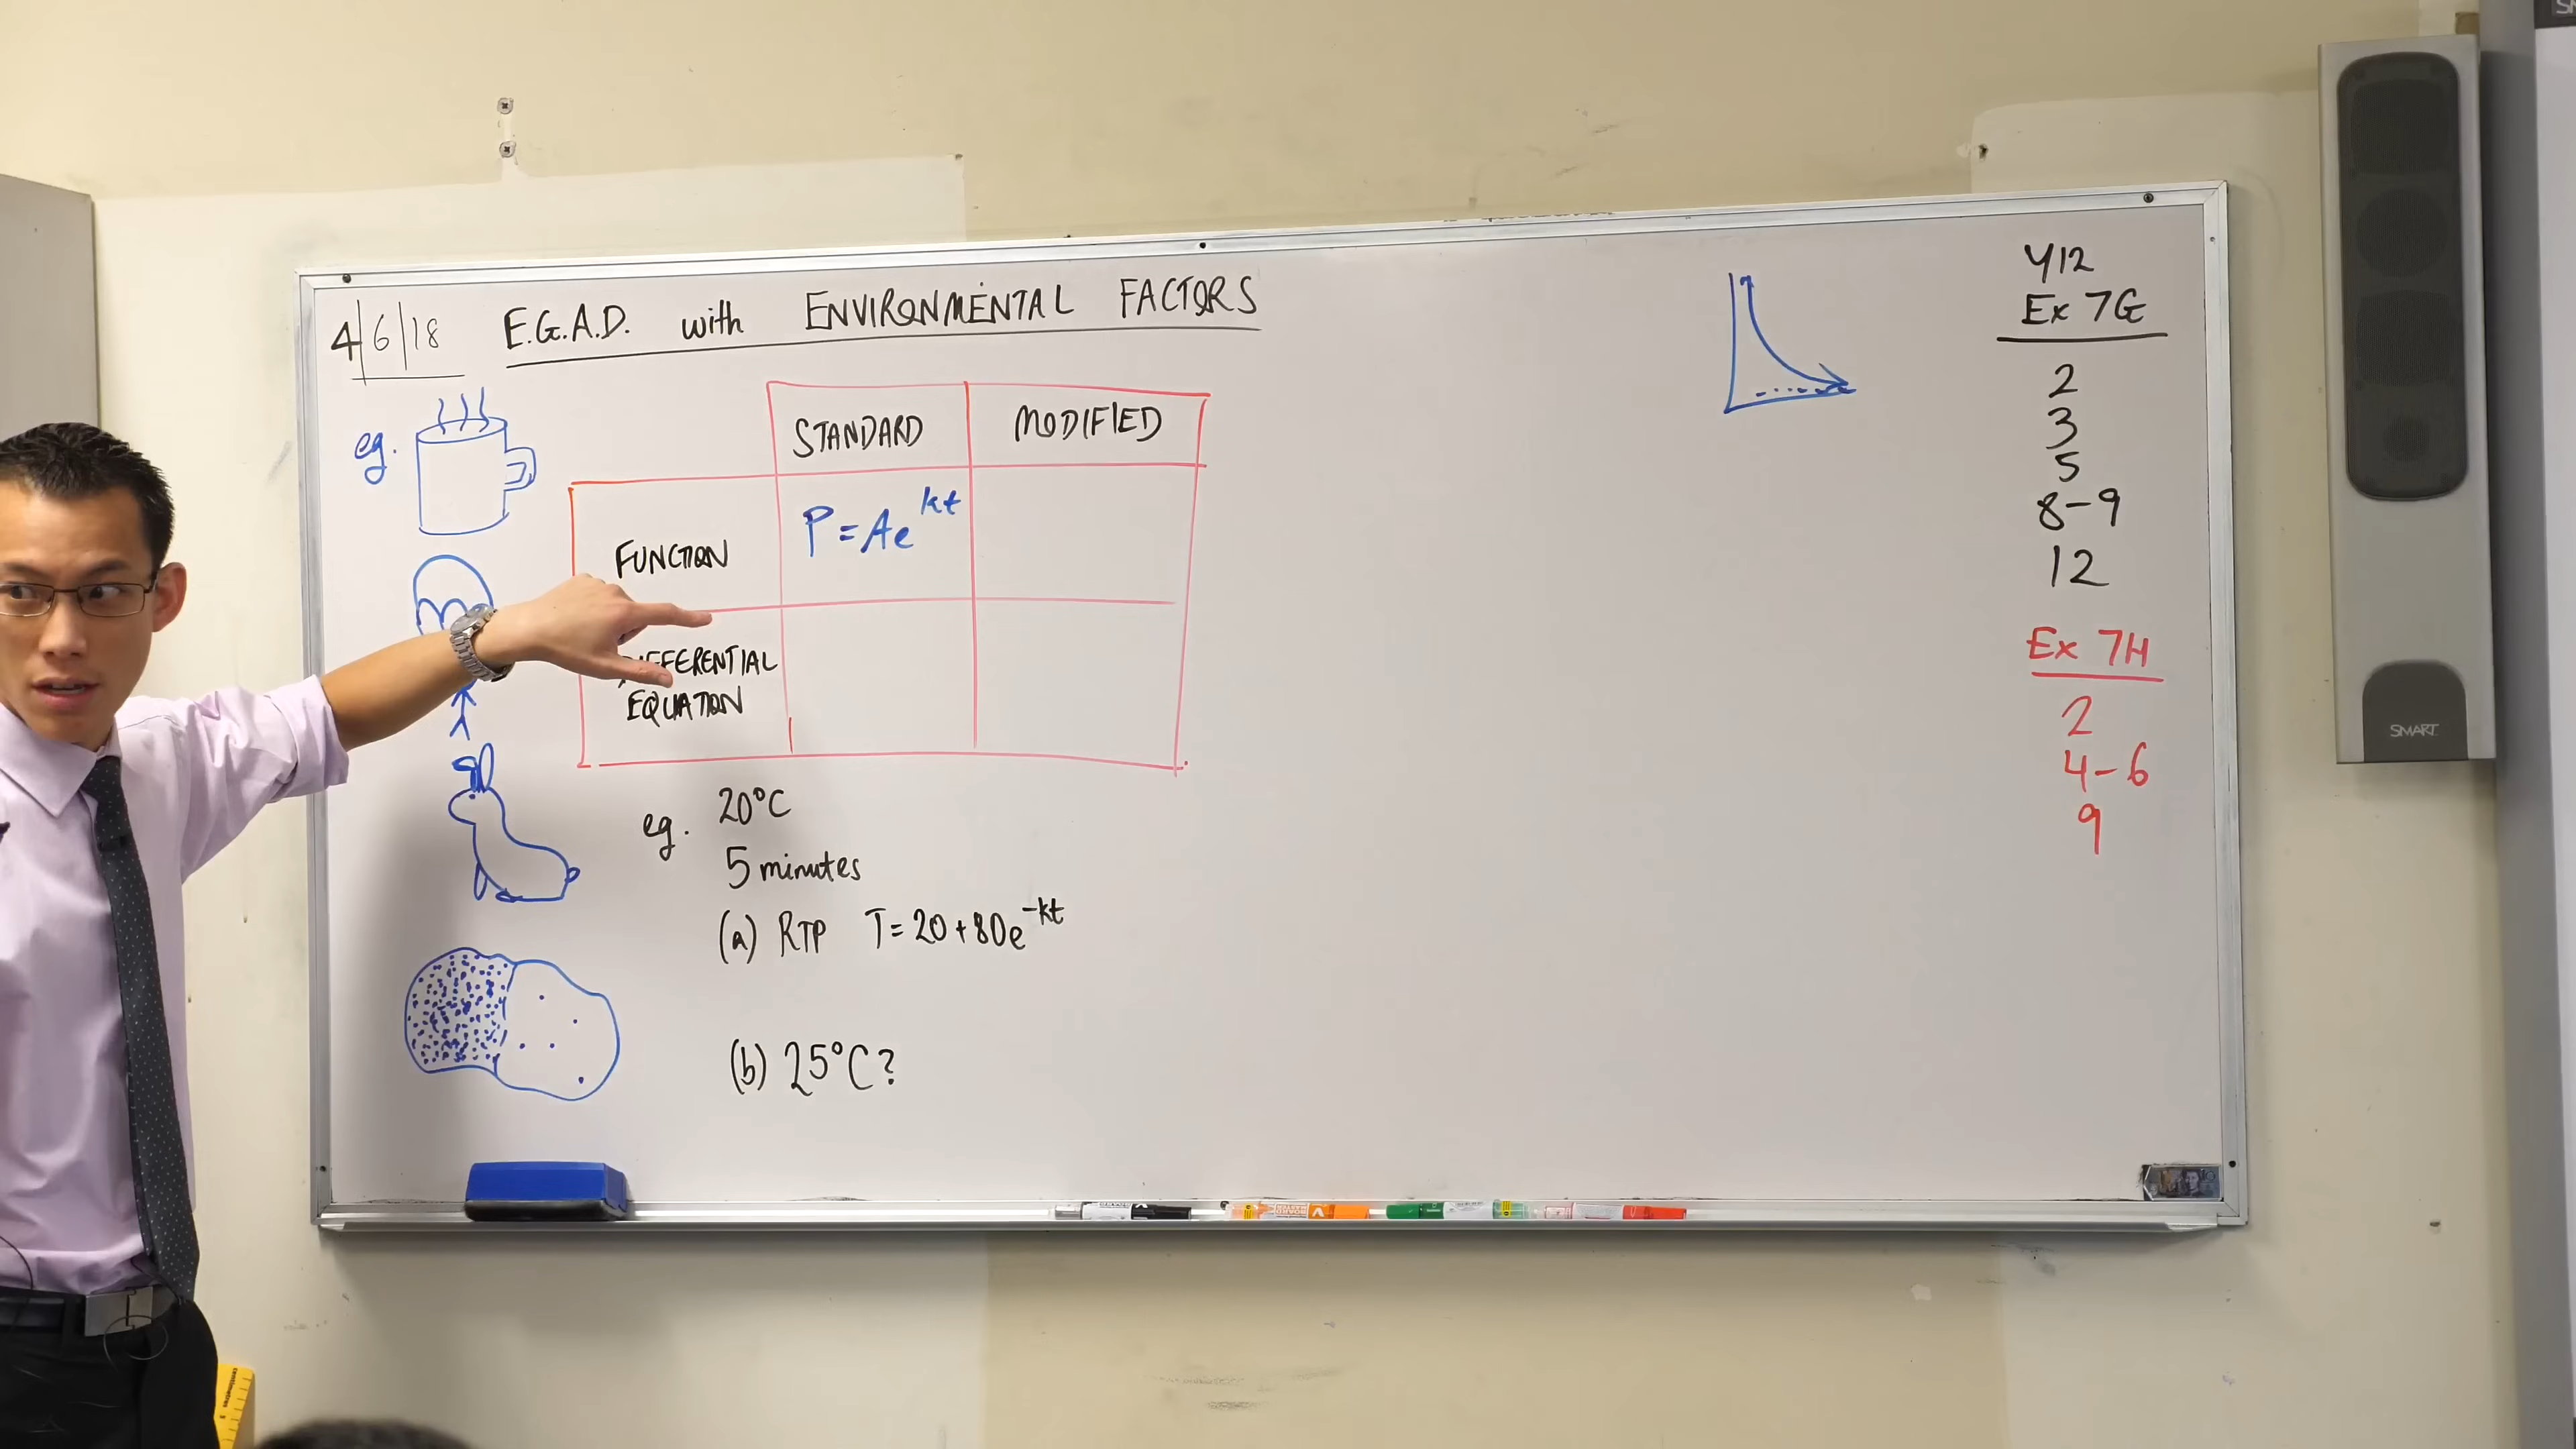 4/6/18 E.G.A.D. with ENVIRONMENTAL FACTORS
eg.
STANDARD MODIFIED
FUNCTION P = Ae^kt
DIFFERENTIAL
EQUATION
eg. 20°C
5 minutes
(a) RTP T = 20 + 80e^-kt
(b) 25°C?
Y12
Ex 7G
2
3
5
8-9
12
Ex 7H
2
4-6
9
SMART